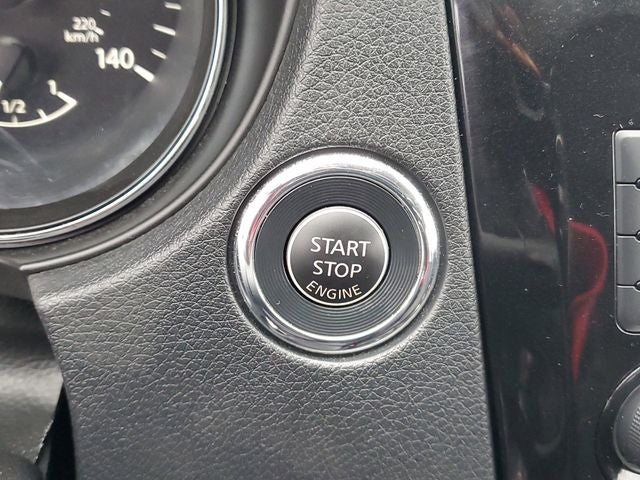 220
km/h
140
1/2
1
START
STOP
ENGINE